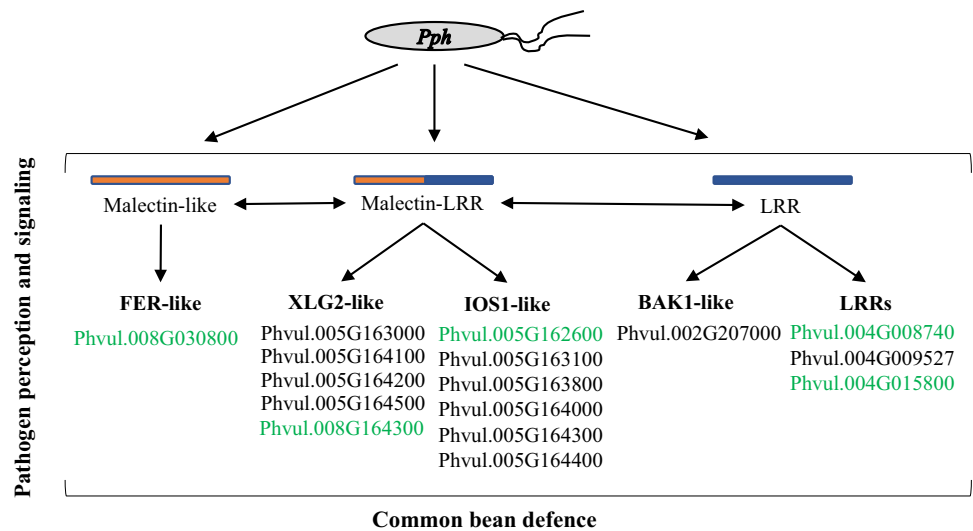 Pph
Pathogen perception and signaling
Malectin-like
Malectin-LRR
LRR
FER-like
Phvul.008G030800
XLG2-like
Phvul.005G163000
Phvul.005G164100
Phvul.005G164200
Phvul.005G164500
Phvul.008G164300
IOS1-like
Phvul.005G162600
Phvul.005G163100
Phvul.005G163800
Phvul.005G164000
Phvul.005G164300
Phvul.005G164400
BAK1-like
Phvul.002G207000
LRRs
Phvul.004G008740
Phvul.004G009527
Phvul.004G015800
Common bean defence